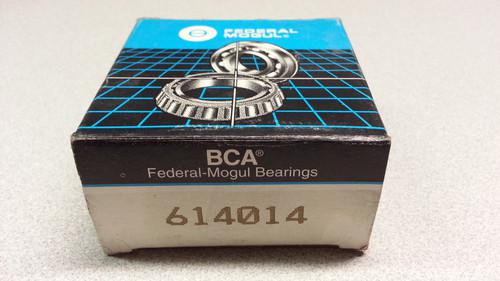 FEDERAL
MOGUL®
BCA®
Federal-Mogul Bearings
614014